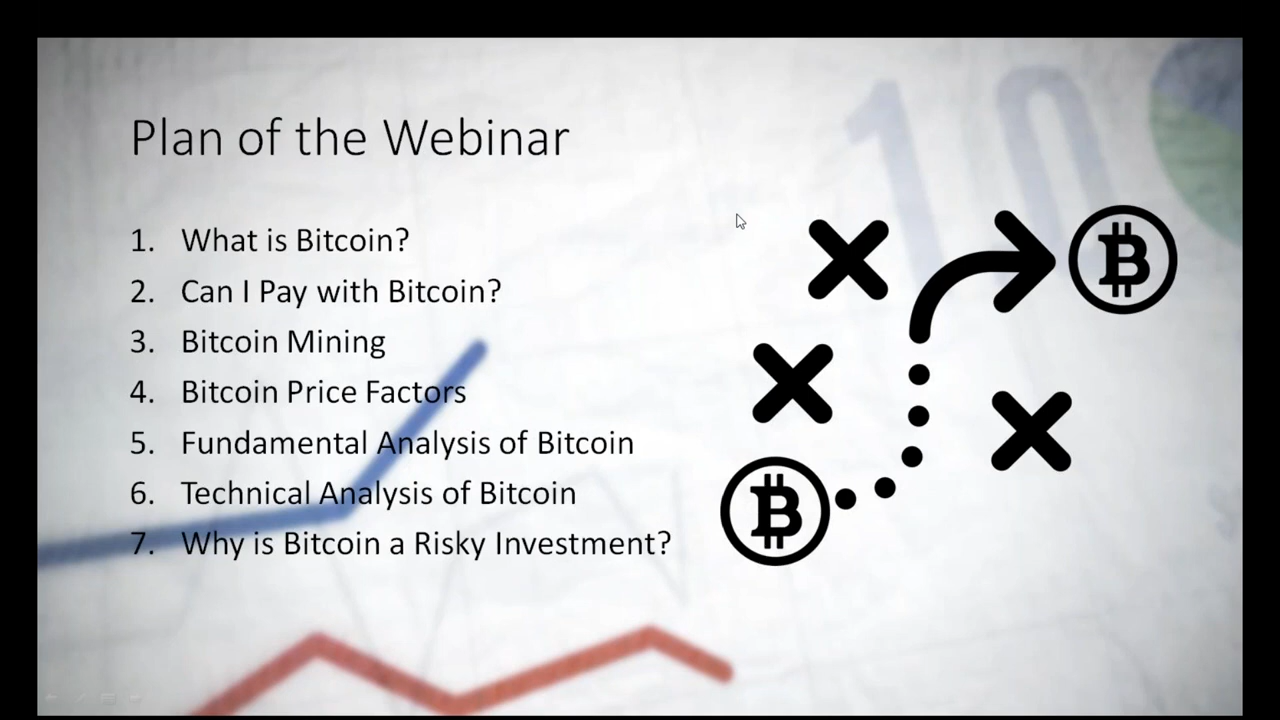 Plan of the Webinar
1. What is Bitcoin?
2. Can I Pay with Bitcoin?
3. Bitcoin Mining
4. Bitcoin Price Factors
5. Fundamental Analysis of Bitcoin
6. Technical Analysis of Bitcoin
7. Why is Bitcoin a Risky Investment?
10